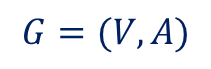 G = (V, A)